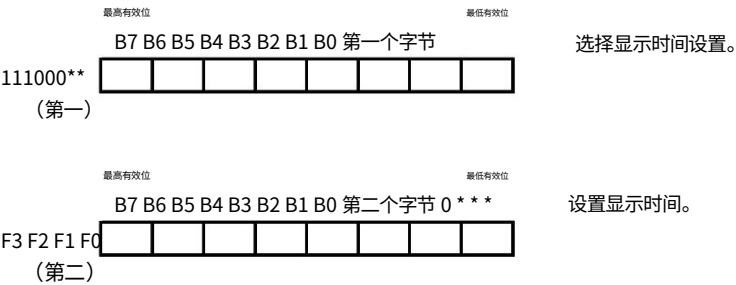 最高有效位 最低有效位
B7 B6 B5 B4 B3 B2 B1 B0 第一个字节 选择显示时间设置。
111000**
（第一）
最高有效位 最低有效位
B7 B6 B5 B4 B3 B2 B1 B0 第二个字节 0 * * * 设置显示时间。
F3 F2 F1 F0
（第二）